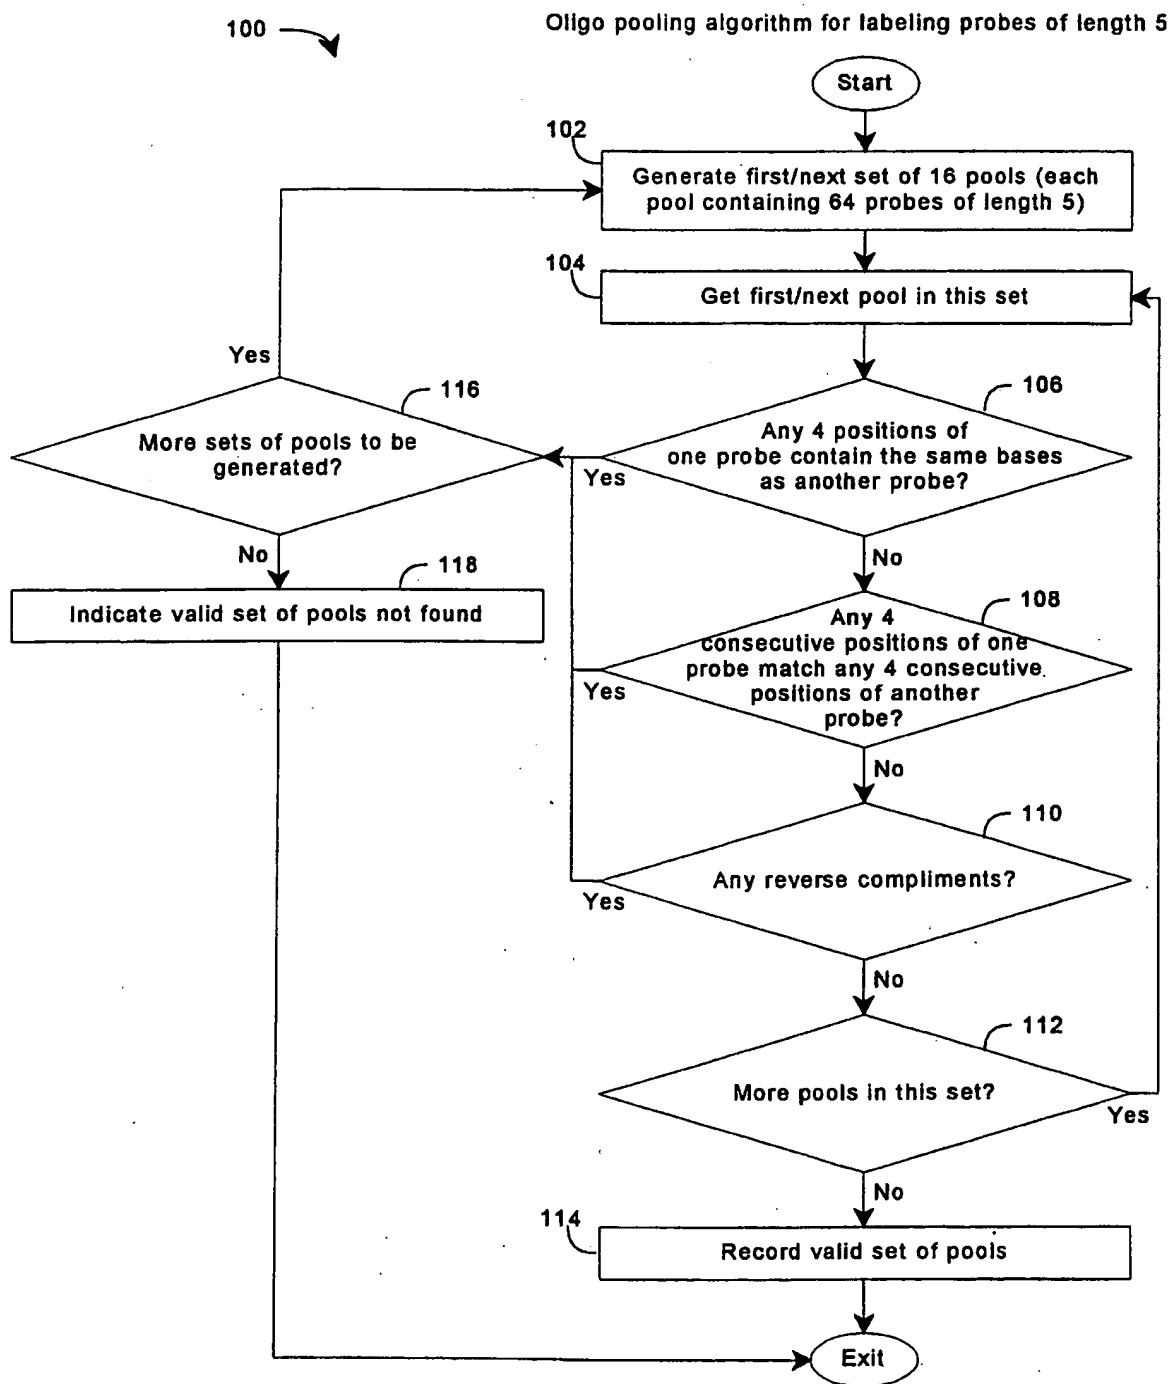 100
Oligo pooling algorithm for labeling probes of length 5
Start
102
Generate first/next set of 16 pools (each
pool containing 64 probes of length 5)
104
Get first/next pool in this set
Yes
116
More sets of pools to be
generated?
106
Any 4 positions of
one probe contain the same bases
as another probe?
Yes
No
No
118
Indicate valid set of pools not found
108
Any 4
consecutive positions of one
probe match any 4 consecutive
positions of another
probe?
Yes
No
110
Any reverse compliments?
Yes
No
112
More pools in this set?
Yes
No
114
Record valid set of pools
Exit